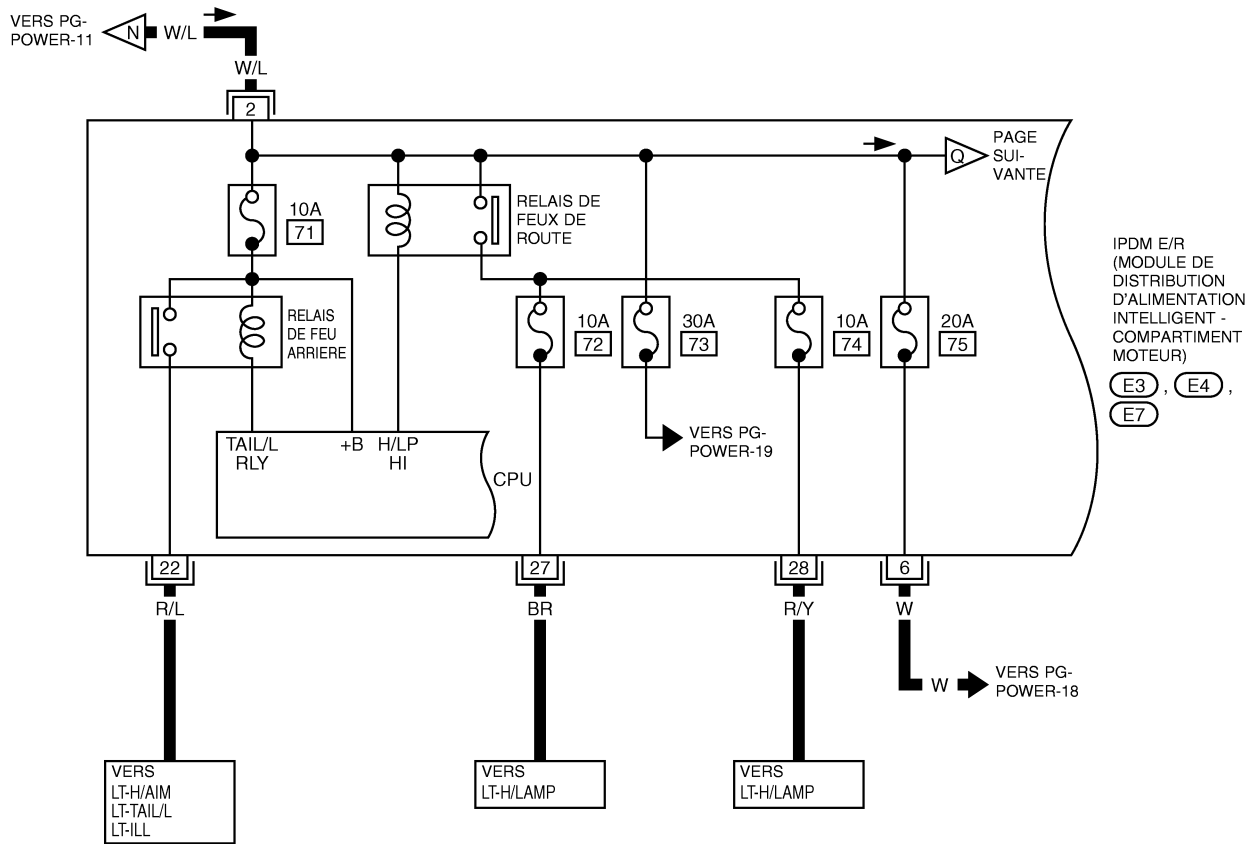 VERS PG-
POWER-11
N
W/L
W/L
2
Q
PAGE
SUI-
VANTE
10A
71
RELAIS DE
FEUX DE
ROUTE
RELAIS
DE FEU
ARRIERE
10A
72
30A
73
10A
74
20A
75
IPDM E/R
(MODULE DE
DISTRIBUTION
D'ALIMENTATION
INTELLIGENT -
COMPARTIMENT
MOTEUR)
E3 , E4 ,
E7
VERS PG-
POWER-19
TAIL/L
RLY
+B
H/LP
HI
CPU
22
27
28
6
R/L
BR
R/Y
W
W
VERS PG-
POWER-18
VERS
LT-H/AIM
LT-TAIL/L
LT-ILL
VERS
LT-H/LAMP
VERS
LT-H/LAMP